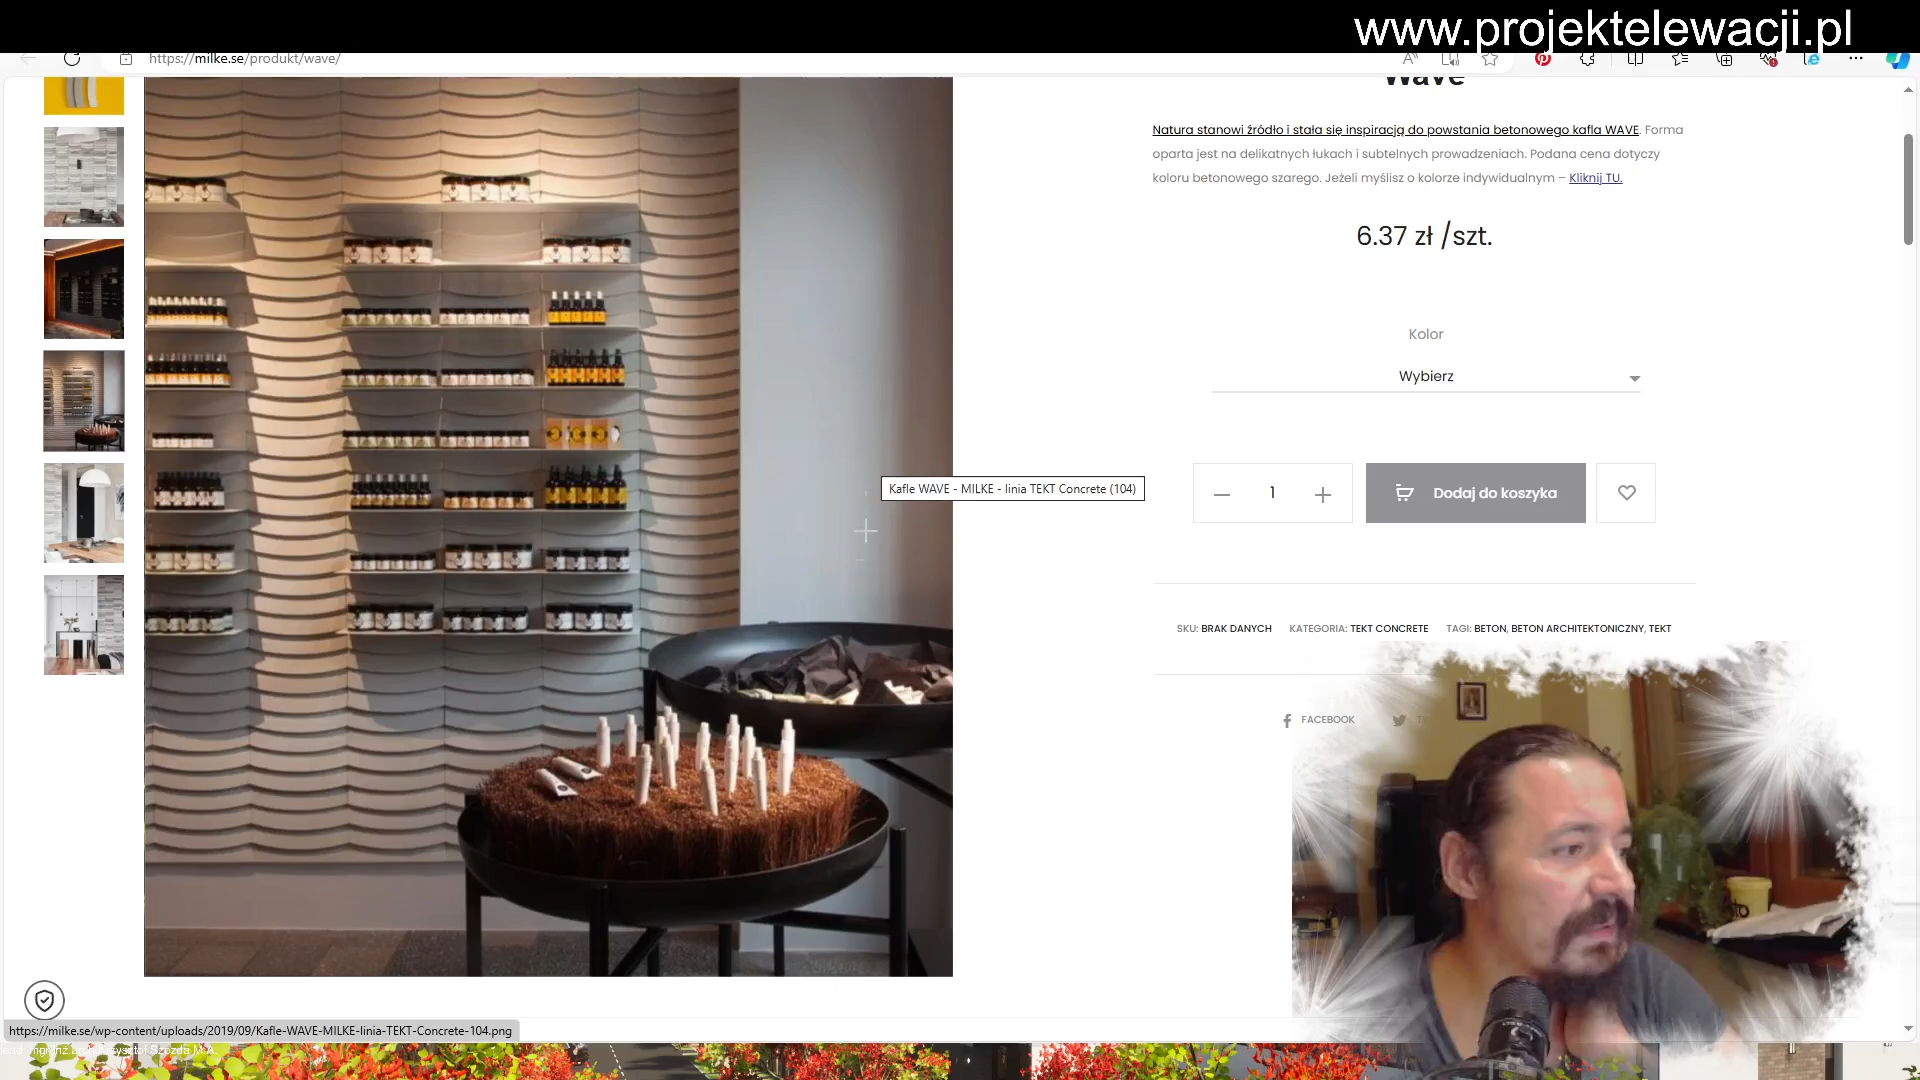 www.projektelewacji.pl
https://milke.se/produkt/wave/
Wave
Natura stanowi źródło i stała się inspiracją do powstania betonowego kafla WAVE. Forma
oparta jest na delikatnych łukach i subtelnych prowadzeniach. Podana cena dotyczy
koloru betonowego szarego. Jeżeli myślisz o kolorze indywidualnym – Kliknij TU.
6.37 zł /szt.
Kolor
Wybierz
Kafle WAVE - MILKE - linia TEKT Concrete (104)
1
Dodaj do koszyka
SKU: BRAK DANYCH KATEGORIA: TEKT CONCRETE TAGI: BETON, BETON ARCHITEKTONICZNY, TEKT
FACEBOOK
https://milke.se/wp-content/uploads/2019/09/Kafle-WAVE-MILKE-linia-TEKT-Concrete-104.png
Krzysztof Szozda M.A.